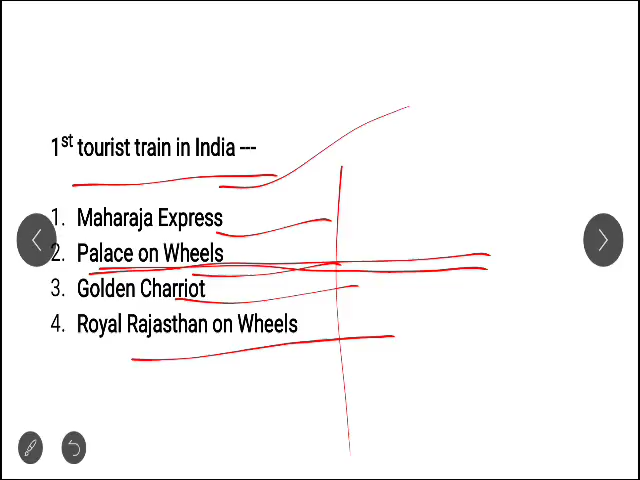 1st tourist train in India ---
1. Maharaja Express
2. Palace on Wheels
3. Golden Charriot
4. Royal Rajasthan on Wheels